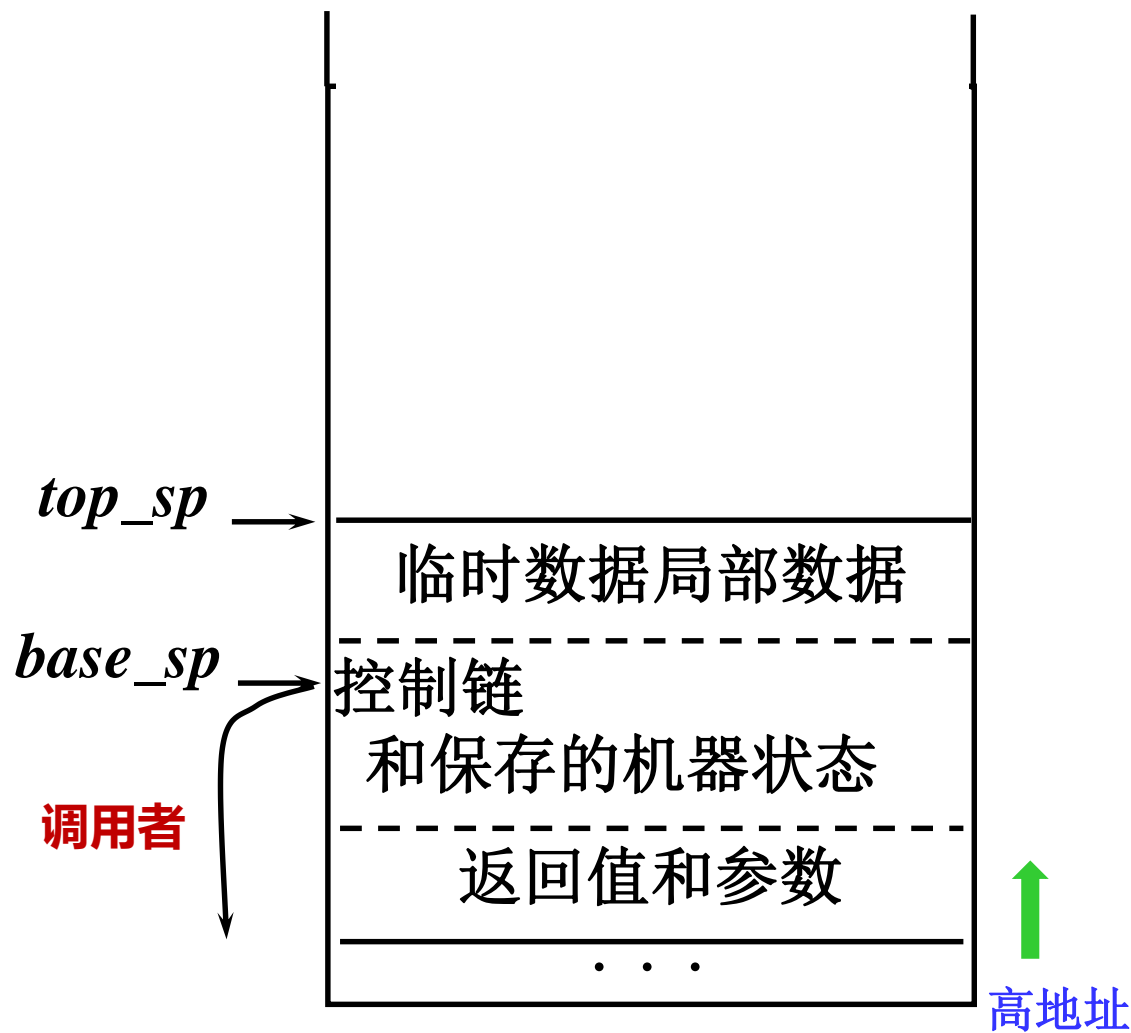 top_sp
临时数据局部数据
base_sp
控制链
和保存的机器状态
调用者
返回值和参数
. . .
高地址